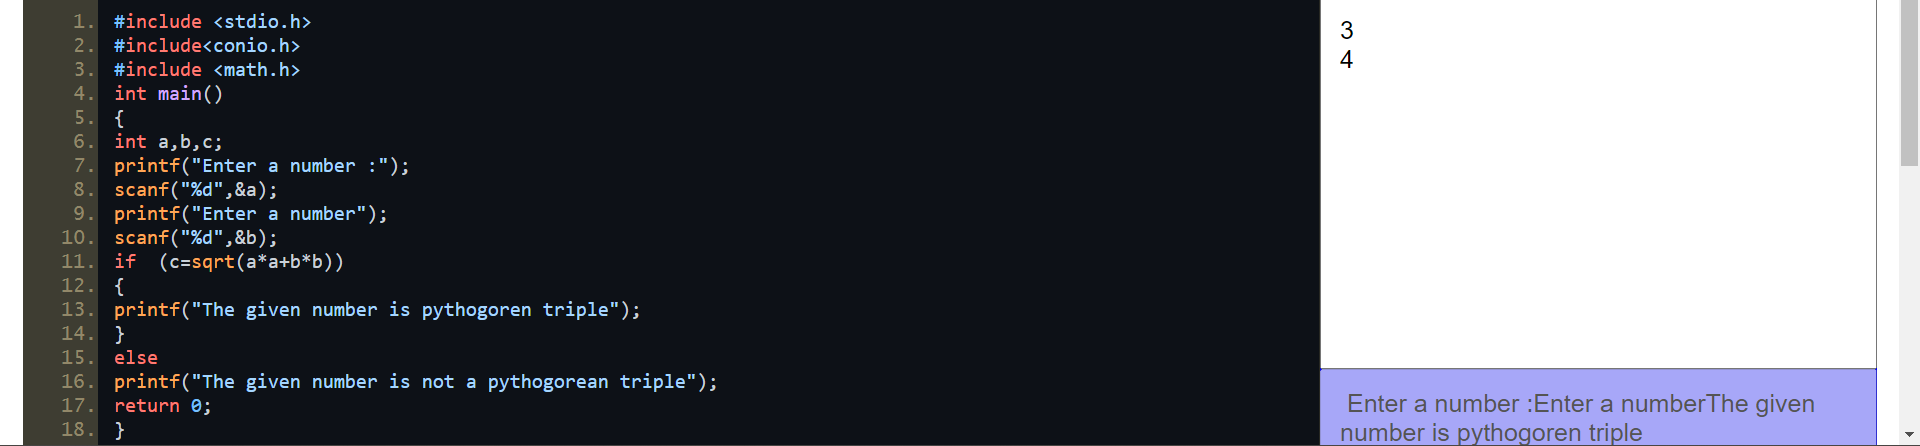 1. #include <stdio.h>
2. #include<conio.h>
3. #include <math.h>
4. int main()
5. {
6. int a,b,c;
7. printf("Enter a number :");
8. scanf("%d",&a);
9. printf("Enter a number");
10. scanf("%d",&b);
11. if  (c=sqrt(a*a+b*b))
12. {
13. printf("The given number is pythogoren triple");
14. }
15. else
16. printf("The given number is not a pythogorean triple");
17. return 0;
18. }
3
4
Enter a number :Enter a numberThe given
number is pythogoren triple